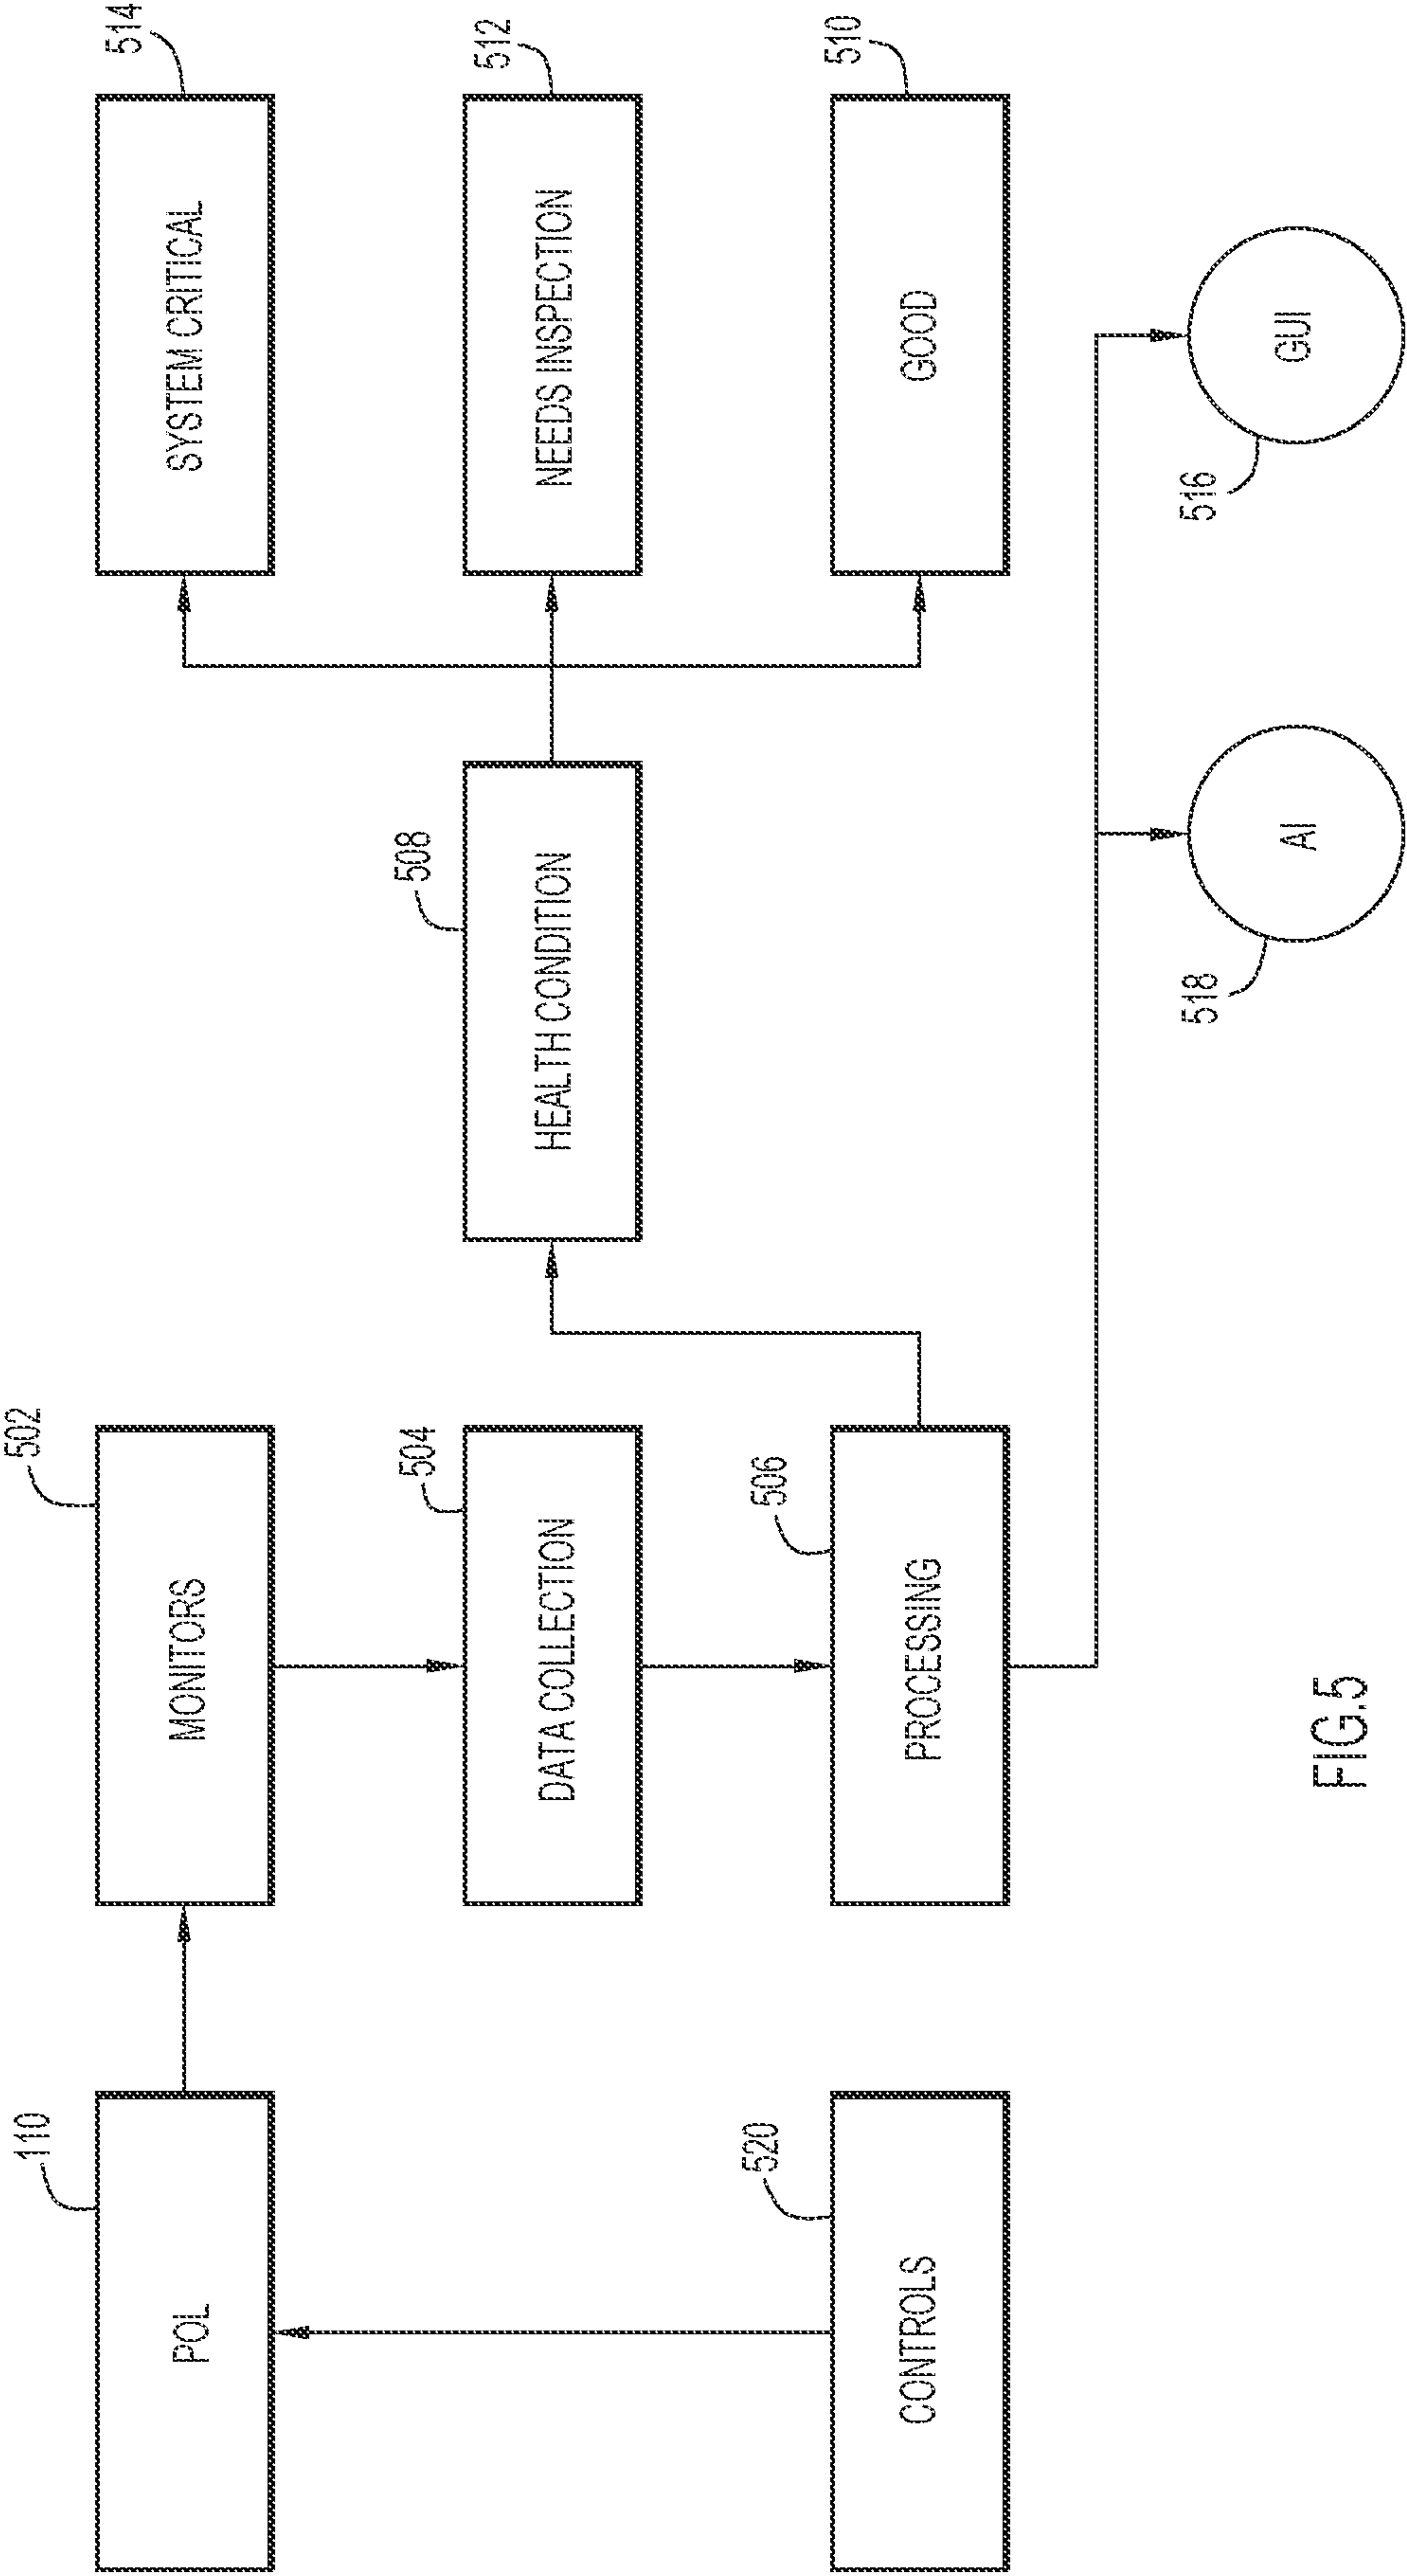 110
POL
502
MONITORS
514
SYSTEM CRITICAL
504
DATA COLLECTION
508
HEALTH CONDITION
512
NEEDS INSPECTION
520
CONTROLS
506
PROCESSING
510
GOOD
518
AI
516
GUI
FIG.5